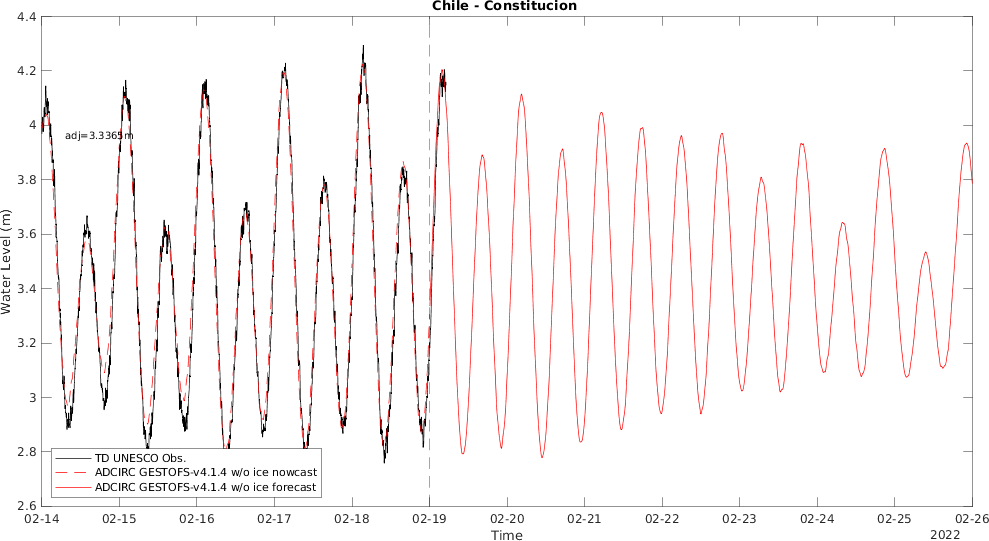 Chile - Constitucion
4.4
4.2
4
3.8
3.6
3.4
3.2
3
2.8
2.6
Water Level (m)
adj=3.3365m
TD UNESCO Obs.
ADCIRC GESTOFS-v4.1.4 w/o ice nowcast
ADCIRC GESTOFS-v4.1.4 w/o ice forecast
02-14 02-15 02-16 02-17 02-18 02-19 02-20 02-21 02-22 02-23 02-24 02-25 02-26
Time
2022